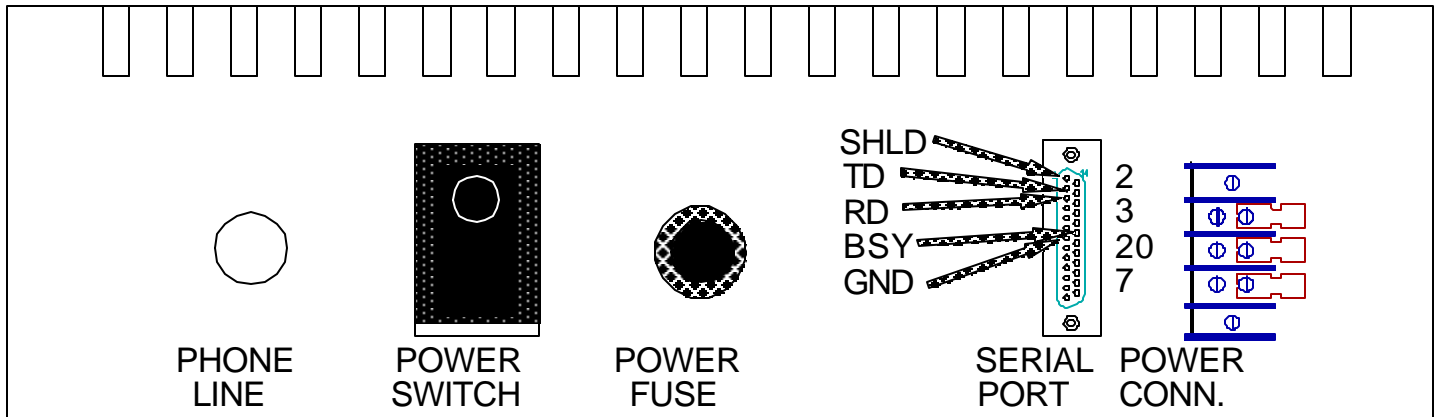 SHLD
TD
RD
BSY
GND
2
3
20
7
PHONE
LINE
POWER
SWITCH
POWER
FUSE
SERIAL
PORT
POWER
CONN.